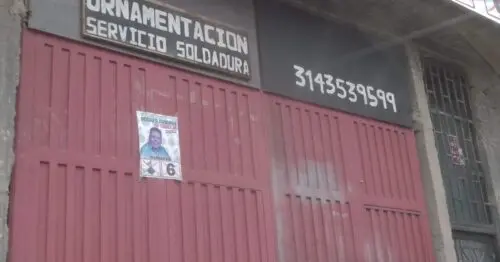 ORNAMENTACION
SERVICIO SOLDADURA
3143539599
6